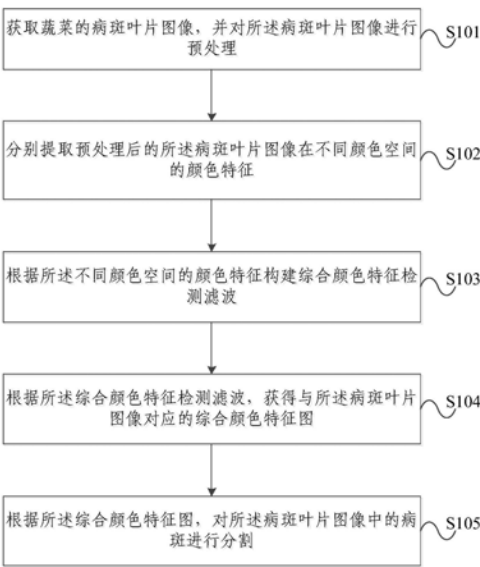 获取蔬菜的病斑叶片图像，并对所述病斑叶片图像进行
预处理
S101
分别提取预处理后的所述病斑叶片图像在不同颜色空间
的颜色特征
S102
根据所述不同颜色空间的颜色特征构建综合颜色特征检
测滤波
S103
根据所述综合颜色特征检测滤波，获得与所述病斑叶片
图像对应的综合颜色特征图
S104
根据所述综合颜色特征图，对所述病斑叶片图像中的病
斑进行分割
S105